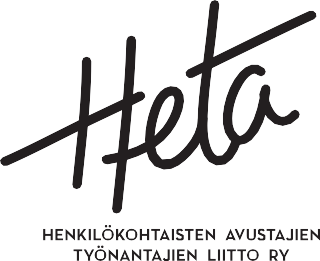 Heta
HENKILÖKOHTAISTEN AVUSTAJIEN
TYÖNANTAJIEN LIITTO RY